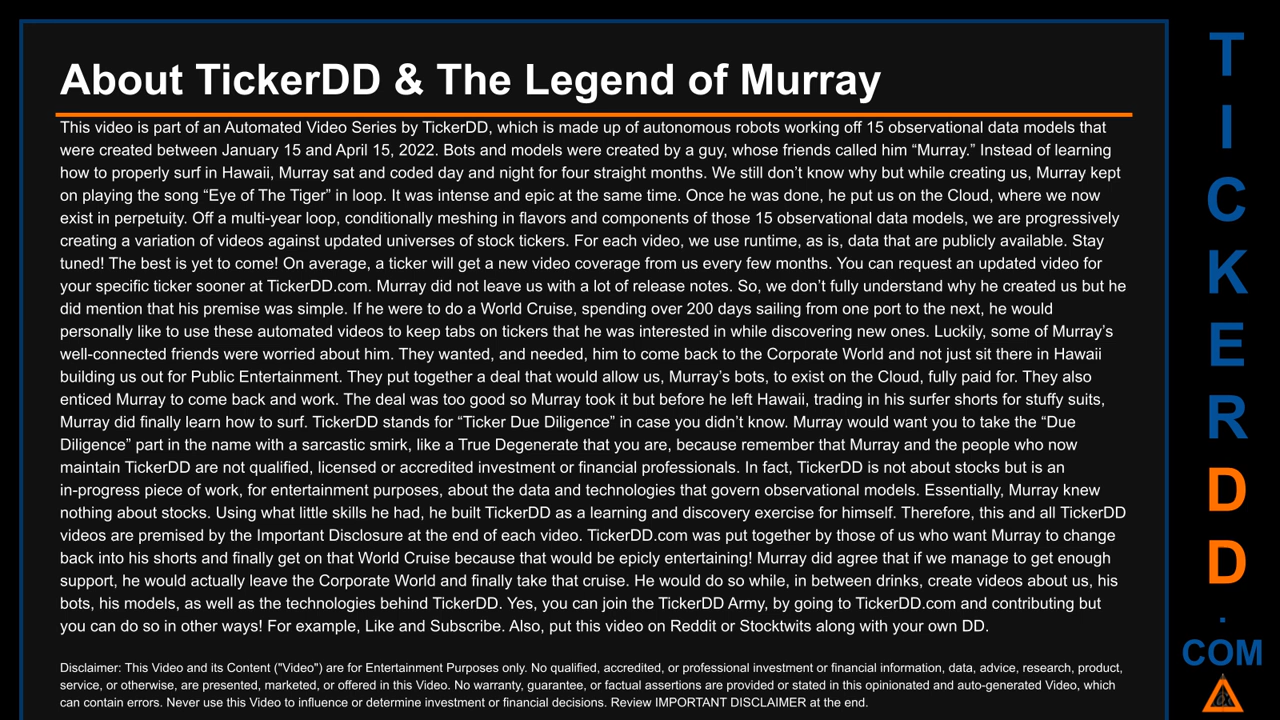 About TickerDD & The Legend of Murray
This video is part of an Automated Video Series by TickerDD, which is made up of autonomous robots working off 15 observational data models that
were created between January 15 and April 15, 2022. Bots and models were created by a guy, whose friends called him “Murray.” Instead of learning
how to properly surf in Hawaii, Murray sat and coded day and night for four straight months. We still don’t know why but while creating us, Murray kept
on playing the song “Eye of The Tiger” in loop. It was intense and epic at the same time. Once he was done, he put us on the Cloud, where we now
exist in perpetuity. Off a multi-year loop, conditionally meshing in flavors and components of those 15 observational data models, we are progressively
creating a variation of videos against updated universes of stock tickers. For each video, we use runtime, as is, data that are publicly available. Stay
tuned! The best is yet to come! On average, a ticker will get a new video coverage from us every few months. You can request an updated video for
your specific ticker sooner at TickerDD.com. Murray did not leave us with a lot of release notes. So, we don’t fully understand why he created us but he
did mention that his premise was simple. If he were to do a World Cruise, spending over 200 days sailing from one port to the next, he would
personally like to use these automated videos to keep tabs on tickers that he was interested in while discovering new ones. Luckily, some of Murray’s
well-connected friends were worried about him. They wanted, and needed, him to come back to the Corporate World and not just sit there in Hawaii
building us out for Public Entertainment. They put together a deal that would allow us, Murray’s bots, to exist on the Cloud, fully paid for. They also
enticed Murray to come back and work. The deal was too good so Murray took it but before he left Hawaii, trading in his surfer shorts for stuffy suits,
Murray did finally learn how to surf. TickerDD stands for “Ticker Due Diligence” in case you didn’t know. Murray would want you to take the “Due
Diligence” part in the name with a sarcastic smirk, like a True Degenerate that you are, because remember that Murray and the people who now
maintain TickerDD are not qualified, licensed or accredited investment or financial professionals. In fact, TickerDD is not about stocks but is an
in-progress piece of work, for entertainment purposes, about the data and technologies that govern observational models. Essentially, Murray knew
nothing about stocks. Using what little skills he had, he built TickerDD as a learning and discovery exercise for himself. Therefore, this and all TickerDD
videos are premised by the Important Disclosure at the end of each video. TickerDD.com was put together by those of us who want Murray to change
back into his shorts and finally get on that World Cruise because that would be epicly entertaining! Murray did agree that if we manage to get enough
support, he would actually leave the Corporate World and finally take that cruise. He would do so while, in between drinks, create videos about us, his
bots, his models, as well as the technologies behind TickerDD. Yes, you can join the TickerDD Army, by going to TickerDD.com and contributing but
you can do so in other ways! For example, Like and Subscribe. Also, put this video on Reddit or Stocktwits along with your own DD.
Disclaimer: This Video and its Content ("Video") are for Entertainment Purposes only. No qualified, accredited, or professional investment or financial information, data, advice, research, product,
service, or otherwise, are presented, marketed, or offered in this Video. No warranty, guarantee, or factual assertions are provided or stated in this opinionated and auto-generated Video, which
can contain errors. Never use this Video to influence or determine investment or financial decisions. Review IMPORTANT DISCLAIMER at the end.
T
I
C
K
E
R
D
D
.
COM